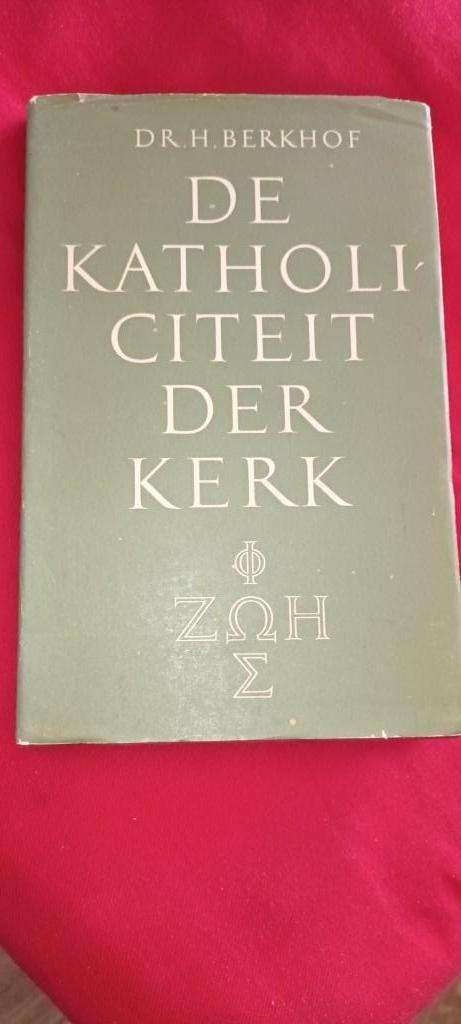 DR. H. BERKHOF
DE
KATHOLI-
CITEIT
DER
KERK
Φ
ΖΩΗ
Σ